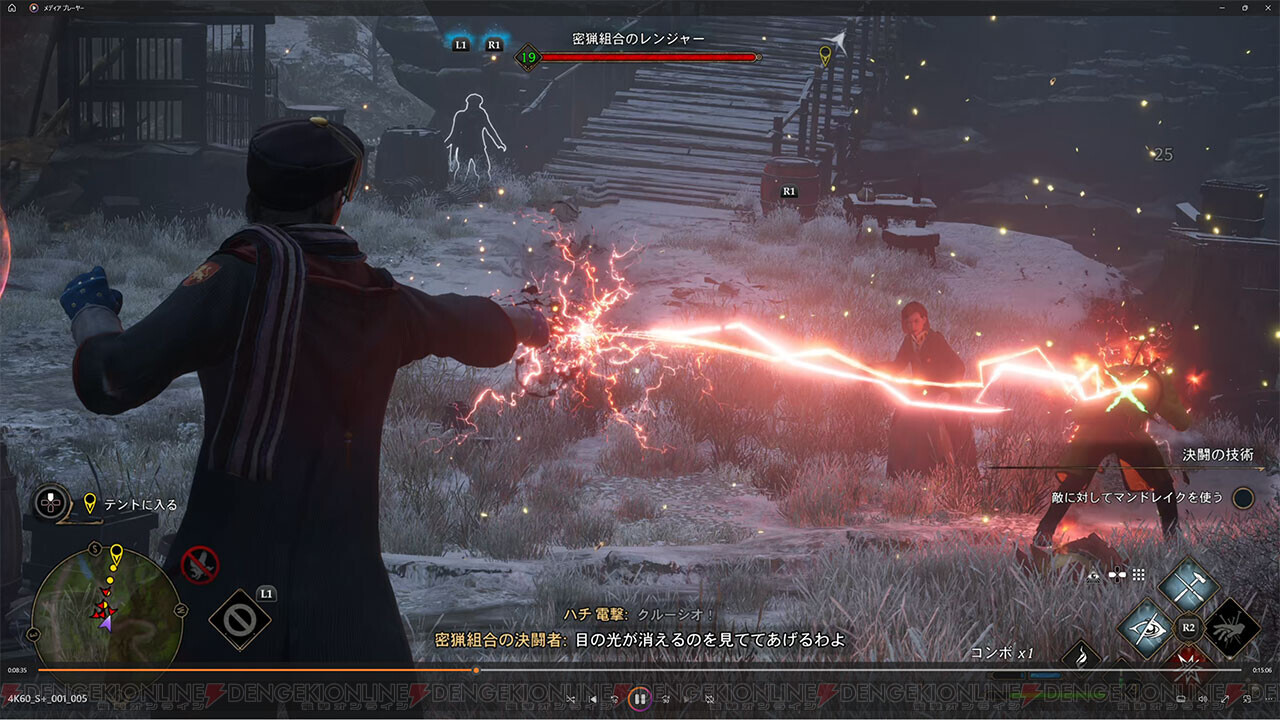 メディア プレーヤー
L1 R1
密猟組合のレンジャー
19
25
R1
決闘の技術
敵に対してマンドレイクを使う
テントに入る
S
W
L1
R2
ハチ 電撃: クルーシオ！
密猟組合の決闘者: 目の光が消えるのを見ててあげるわよ
コンボ x1
0:08:35
0:15:06
4K60_S+_001_005
DENGEKIONLINE DENGEKIONLINE DENGEKIONLINE DENGEKIONLINE DENGEKIONLINE